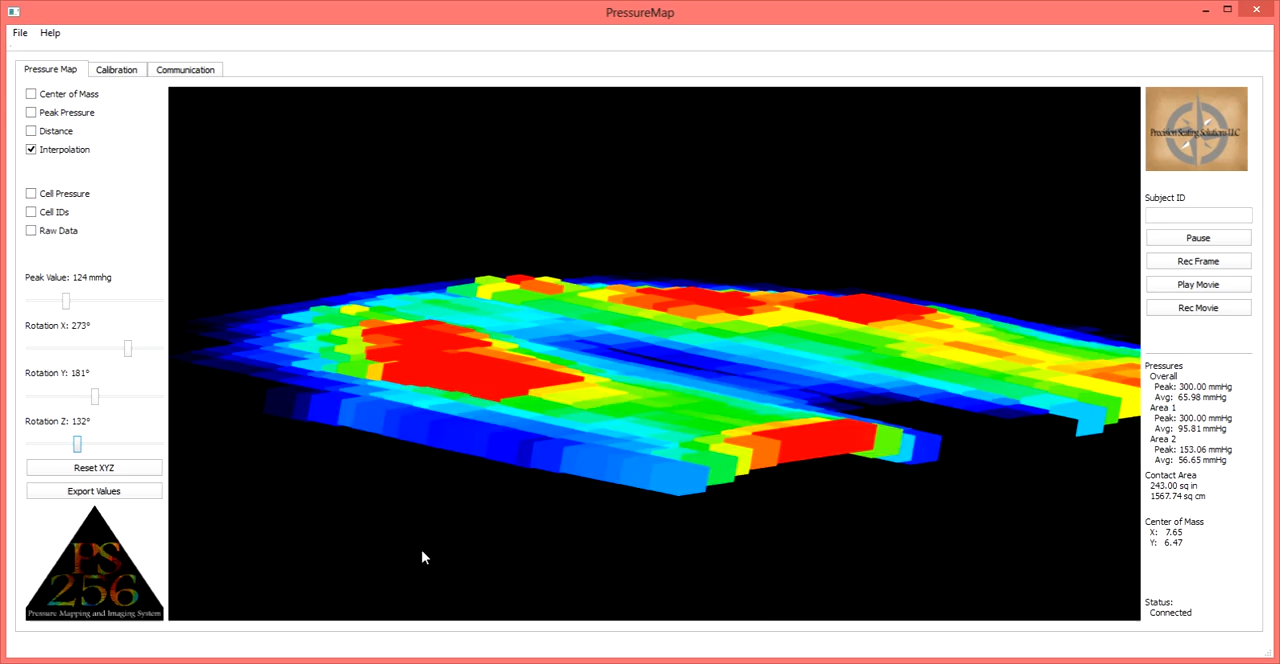 PressureMap
File Help
Pressure Map Calibration Communication
Center of Mass
Peak Pressure
Distance
Interpolation
Cell Pressure
Cell IDs
Raw Data
Peak Value: 124 mmhg
Rotation X: 273°
Rotation Y: 181°
Rotation Z: 132°
Reset XYZ
Export Values
PS
256
Pressure Mapping and Imaging System
Precision Seating Solutions LLC
Subject ID
Pause
Rec Frame
Play Movie
Rec Movie
Pressures
Overall
Peak: 300.00 mmHg
Avg: 65.98 mmHg
Area 1
Peak: 300.00 mmHg
Avg: 95.81 mmHg
Area 2
Peak: 153.06 mmHg
Avg: 56.65 mmHg
Contact Area
243.00 sq in
1567.74 sq cm
Center of Mass
X: 7.65
Y: 6.47
Status:
Connected